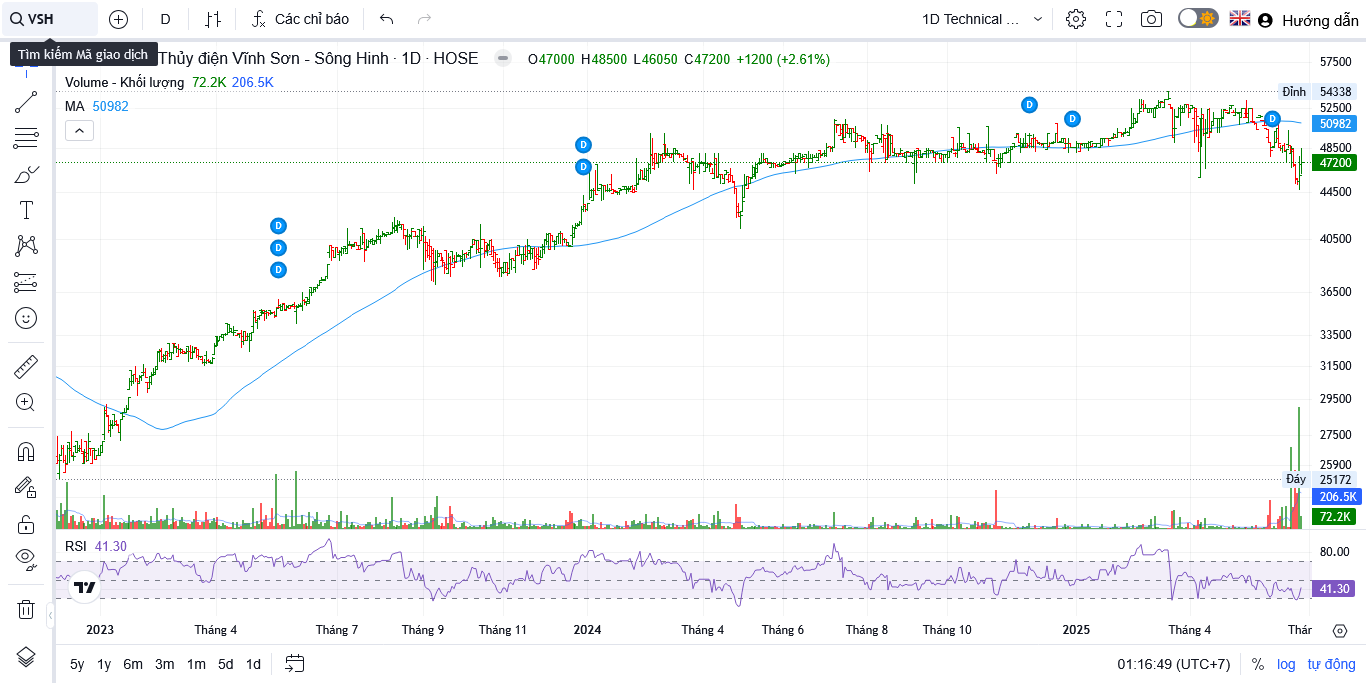 VSH D Các chỉ báo 1D Technical ... Hướng dẫn
Tìm kiếm Mã giao dịch Thủy điện Vĩnh Sơn - Sông Hinh · 1D · HOSE O47000 H48500 L46050 C47200 +1200 (+2.61%)
Volume - Khối lượng 72.2K 206.5K
MA 50982
57500
Đỉnh 54338
52500
50982
48500
47200
44500
40500
36500
33500
31500
29500
27500
25900
Đáy 25172
206.5K
72.2K
D
D
D
D
D
D
D
D
RSI 41.30
80.00
41.30
2023 Tháng 4 Tháng 7 Tháng 9 Tháng 11 2024 Tháng 4 Tháng 6 Tháng 8 Tháng 10 2025 Tháng 4 Thár
5y 1y 6m 3m 1m 5d 1d 01:16:49 (UTC+7) % log tự động